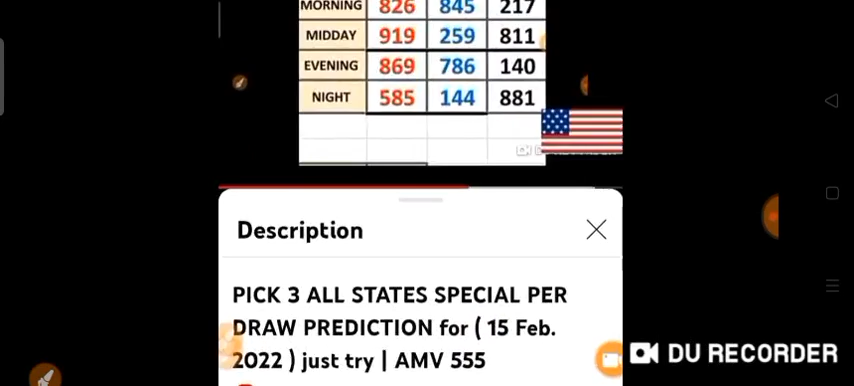 MORNING 826 845 217
MIDDAY 919 259 811
EVENING 869 786 140
NIGHT 585 144 881
Description
PICK 3 ALL STATES SPECIAL PER
DRAW PREDICTION for ( 15 Feb.
2022 ) just try | AMV 555
DU RECORDER